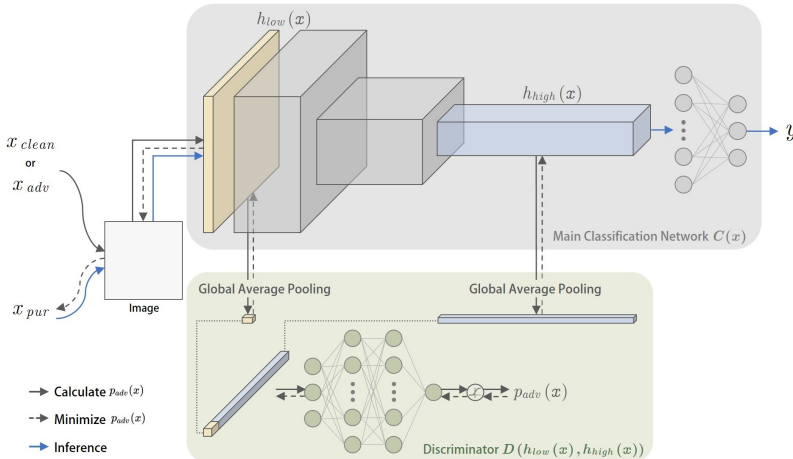 h_low(x)
h_high(x)
x_clean
or
x_adv
y
Main Classification Network C(x)
Image
x_pur
Global Average Pooling
Global Average Pooling
p_adv(x)
Calculate p_adv(x)
Minimize p_adv(x)
Inference
Discriminator D(h_low(x), h_high(x))